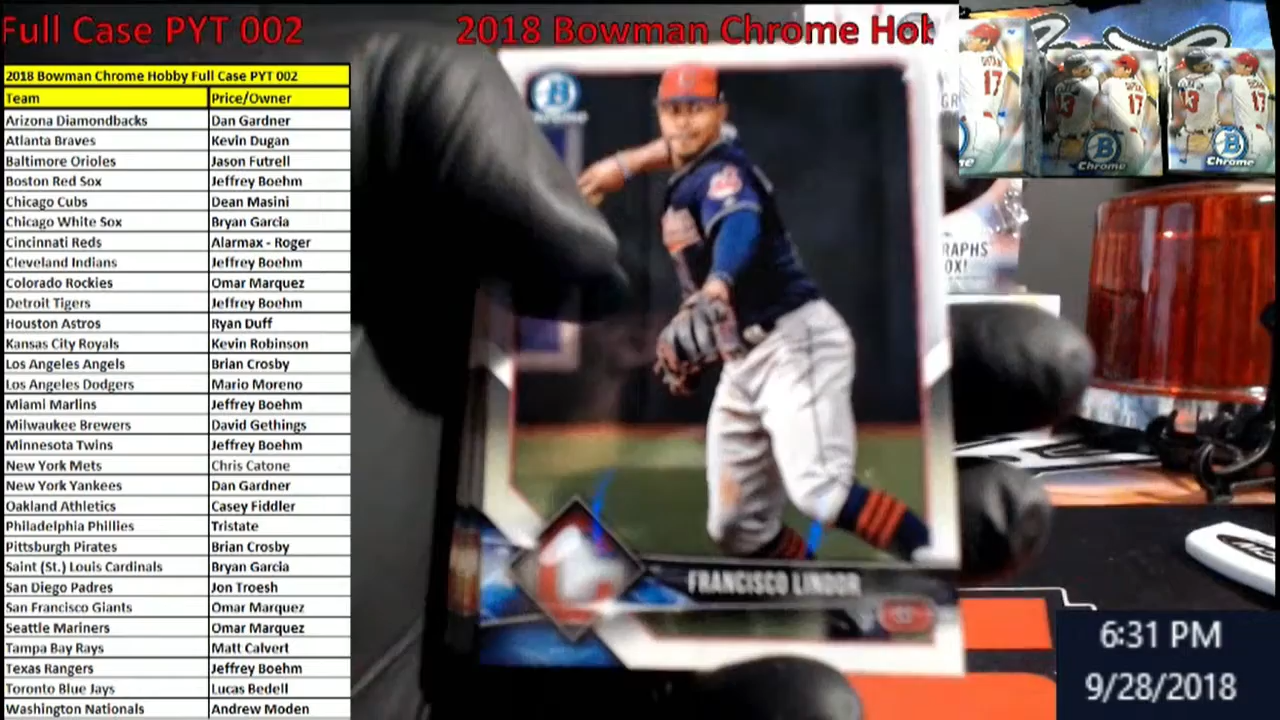 Full Case PYT 002
2018 Bowman Chrome Hob
2018 Bowman Chrome Hobby Full Case PYT 002
Team Price/Owner
Arizona Diamondbacks Dan Gardner
Atlanta Braves Kevin Dugan
Baltimore Orioles Jason Futrell
Boston Red Sox Jeffrey Boehm
Chicago Cubs Dean Masini
Chicago White Sox Bryan Garcia
Cincinnati Reds Alarmax - Roger
Cleveland Indians Jeffrey Boehm
Colorado Rockies Omar Marquez
Detroit Tigers Jeffrey Boehm
Houston Astros Ryan Duff
Kansas City Royals Kevin Robinson
Los Angeles Angels Brian Crosby
Los Angeles Dodgers Mario Moreno
Miami Marlins Jeffrey Boehm
Milwaukee Brewers David Gethings
Minnesota Twins Jeffrey Boehm
New York Mets Chris Catone
New York Yankees Dan Gardner
Oakland Athletics Casey Fiddler
Philadelphia Phillies Tristate
Pittsburgh Pirates Brian Crosby
Saint (St.) Louis Cardinals Bryan Garcia
San Diego Padres Jon Troesh
San Francisco Giants Omar Marquez
Seattle Mariners Omar Marquez
Tampa Bay Rays Matt Calvert
Texas Rangers Jeffrey Boehm
Toronto Blue Jays Lucas Bedell
Washington Nationals Andrew Moden
B
CHROME
C
FRANCISCO LINDOR
17
13
17
13
17
B
Chrome
B
Chrome
RAPHS
OX!
6:31 PM
9/28/2018